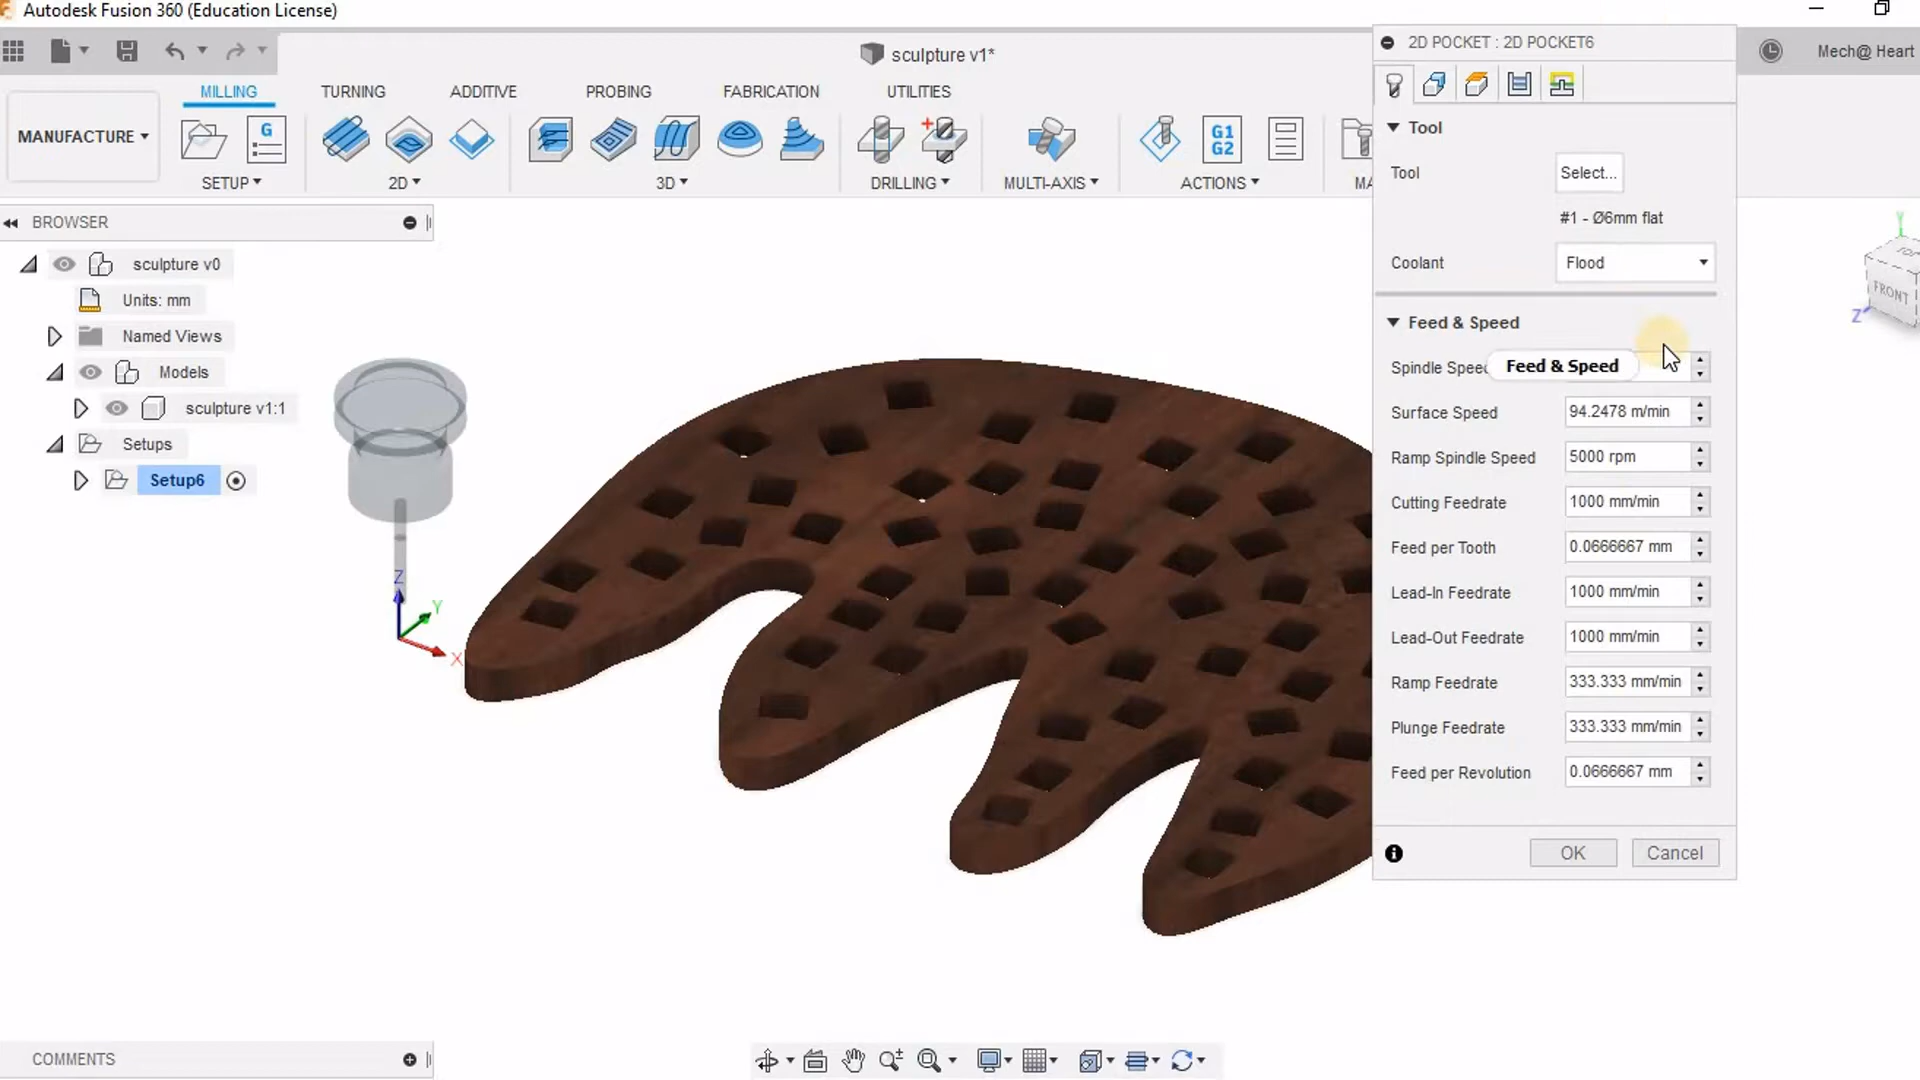 Autodesk Fusion 360 (Education License)
sculpture v1*
Mech@ Heart
MANUFACTURE
MILLING
TURNING
ADDITIVE
PROBING
FABRICATION
UTILITIES
G
G1
G2
SETUP
2D
3D
DRILLING
MULTI-AXIS
ACTIONS
MA
BROWSER
sculpture v0
Units: mm
Named Views
Models
sculpture v1:1
Setups
Setup6
Z
Y
X
2D POCKET : 2D POCKET6
Tool
Tool
Select...
#1 - Ø6mm flat
Coolant
Flood
Feed & Speed
Spindle Speed
Feed & Speed
Surface Speed
94.2478 m/min
Ramp Spindle Speed
5000 rpm
Cutting Feedrate
1000 mm/min
Feed per Tooth
0.0666667 mm
Lead-In Feedrate
1000 mm/min
Lead-Out Feedrate
1000 mm/min
Ramp Feedrate
333.333 mm/min
Plunge Feedrate
333.333 mm/min
Feed per Revolution
0.0666667 mm
OK
Cancel
Y
TOP
FRONT
Z
COMMENTS